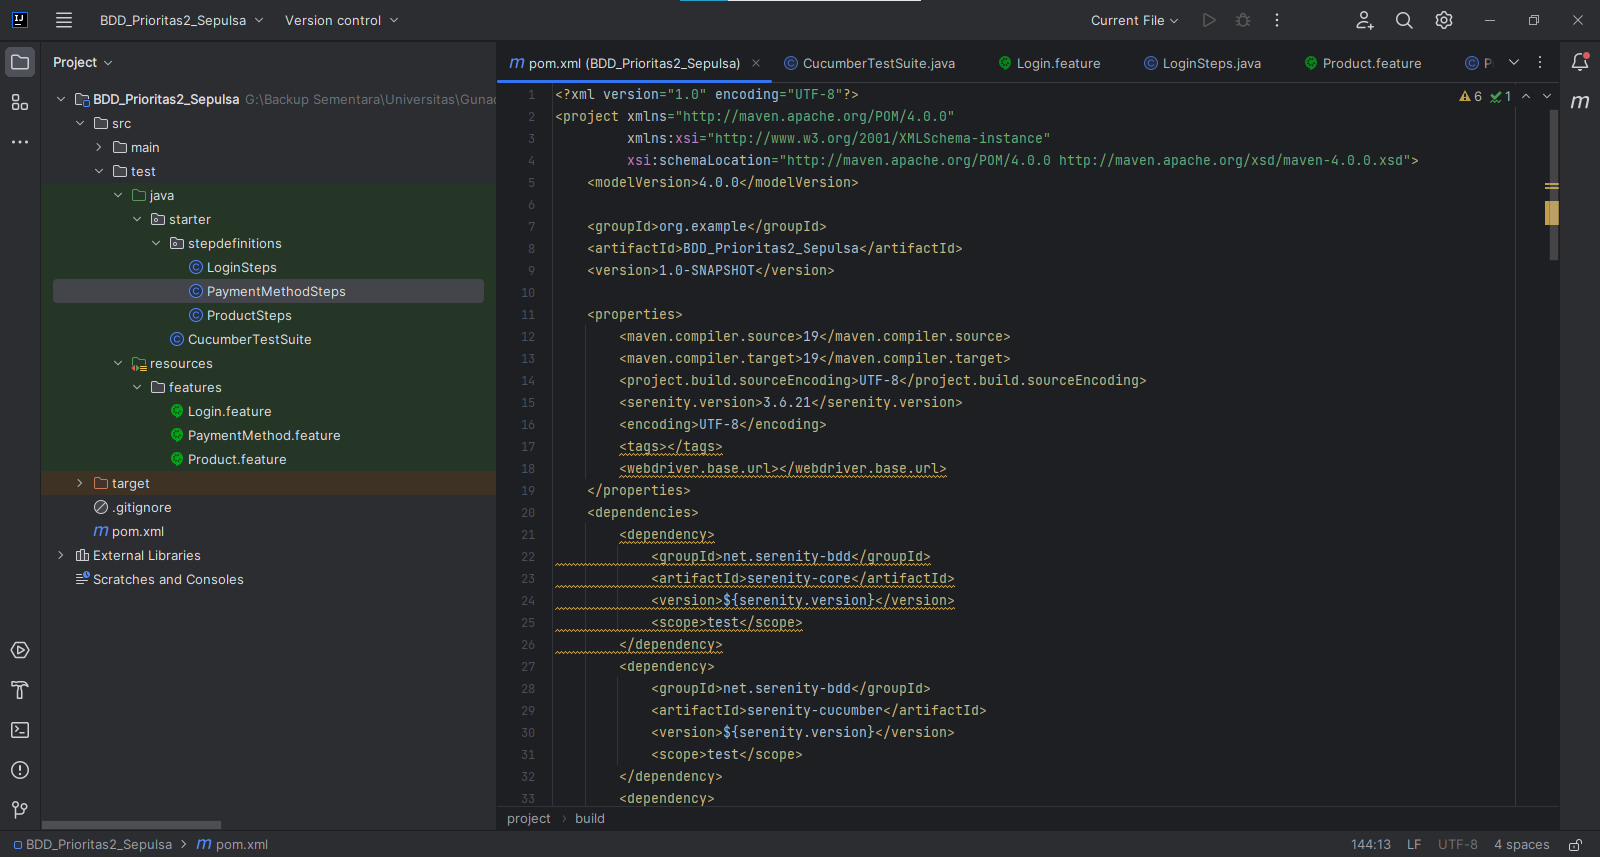 BDD_Prioritas2_Sepulsa
Version control
Current File
Project
BDD_Prioritas2_Sepulsa G:\Backup Sementara\Universitas\Gunad
src
main
test
java
starter
stepdefinitions
LoginSteps
PaymentMethodSteps
ProductSteps
CucumberTestSuite
resources
features
Login.feature
PaymentMethod.feature
Product.feature
target
.gitignore
pom.xml
External Libraries
Scratches and Consoles
pom.xml (BDD_Prioritas2_Sepulsa)
CucumberTestSuite.java
Login.feature
LoginSteps.java
Product.feature
6 1
1 <?xml version="1.0" encoding="UTF-8"?>
2 <project xmlns="http://maven.apache.org/POM/4.0.0"
3 xmlns:xsi="http://www.w3.org/2001/XMLSchema-instance"
4 xsi:schemaLocation="http://maven.apache.org/POM/4.0.0 http://maven.apache.org/xsd/maven-4.0.0.xsd">
5 <modelVersion>4.0.0</modelVersion>
6
7 <groupId>org.example</groupId>
8 <artifactId>BDD_Prioritas2_Sepulsa</artifactId>
9 <version>1.0-SNAPSHOT</version>
10
11 <properties>
12 <maven.compiler.source>19</maven.compiler.source>
13 <maven.compiler.target>19</maven.compiler.target>
14 <project.build.sourceEncoding>UTF-8</project.build.sourceEncoding>
15 <serenity.version>3.6.21</serenity.version>
16 <encoding>UTF-8</encoding>
17 <tags></tags>
18 <webdriver.base.url></webdriver.base.url>
19 </properties>
20 <dependencies>
21 <dependency>
22 <groupId>net.serenity-bdd</groupId>
23 <artifactId>serenity-core</artifactId>
24 <version>${serenity.version}</version>
25 <scope>test</scope>
26 </dependency>
27 <dependency>
28 <groupId>net.serenity-bdd</groupId>
29 <artifactId>serenity-cucumber</artifactId>
30 <version>${serenity.version}</version>
31 <scope>test</scope>
32 </dependency>
33 <dependency>
project > build
BDD_Prioritas2_Sepulsa > pom.xml
144:13 LF UTF-8 4 spaces